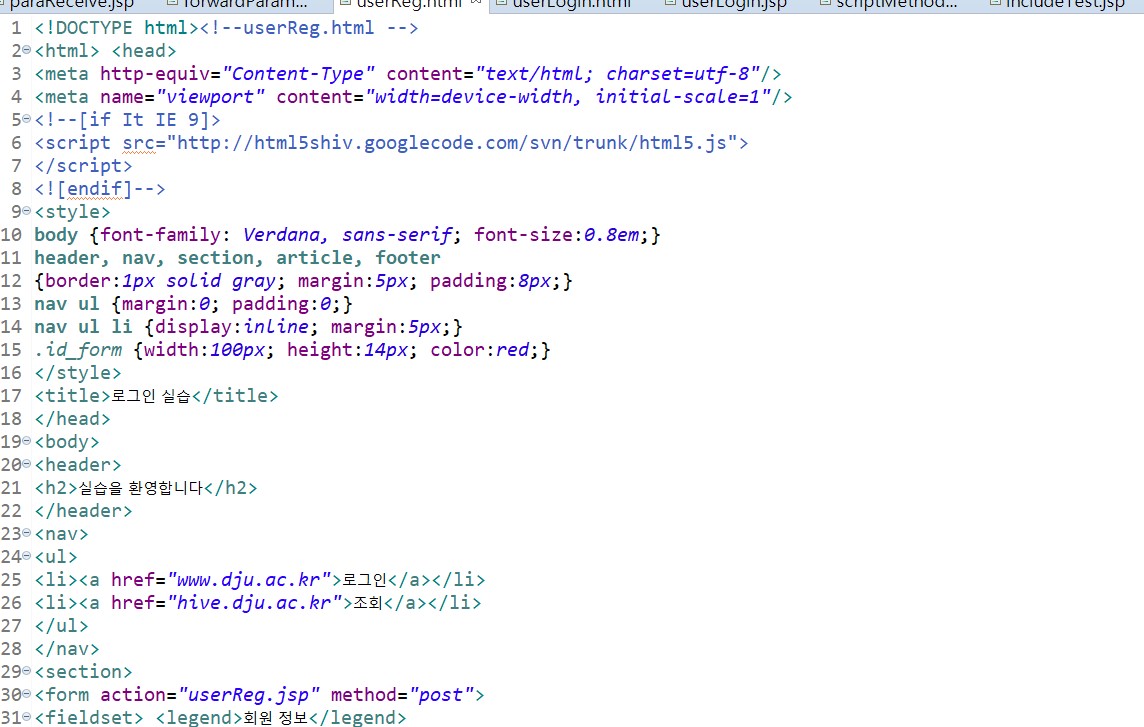 paraReceive.jsp forwardParam... userReg.html userLogin.html userLogin.jsp scriptMethod... includeTest.jsp
1 <!DOCTYPE html><!--userReg.html -->
2 <html> <head>
3 <meta http-equiv="Content-Type" content="text/html; charset=utf-8"/>
4 <meta name="viewport" content="width=device-width, initial-scale=1"/>
5 <!--[if It IE 9]>
6 <script src="http://html5shiv.googlecode.com/svn/trunk/html5.js">
7 </script>
8 <![endif]-->
9 <style>
10 body {font-family: Verdana, sans-serif; font-size:0.8em;}
11 header, nav, section, article, footer
12 {border:1px solid gray; margin:5px; padding:8px;}
13 nav ul {margin:0; padding:0;}
14 nav ul li {display:inline; margin:5px;}
15 .id_form {width:100px; height:14px; color:red;}
16 </style>
17 <title>로그인 실습</title>
18 </head>
19 <body>
20 <header>
21 <h2>실습을 환영합니다</h2>
22 </header>
23 <nav>
24 <ul>
25 <li><a href="www.dju.ac.kr">로그인</a></li>
26 <li><a href="hive.dju.ac.kr">조회</a></li>
27 </ul>
28 </nav>
29 <section>
30 <form action="userReg.jsp" method="post">
31 <fieldset> <legend>회원 정보</legend>